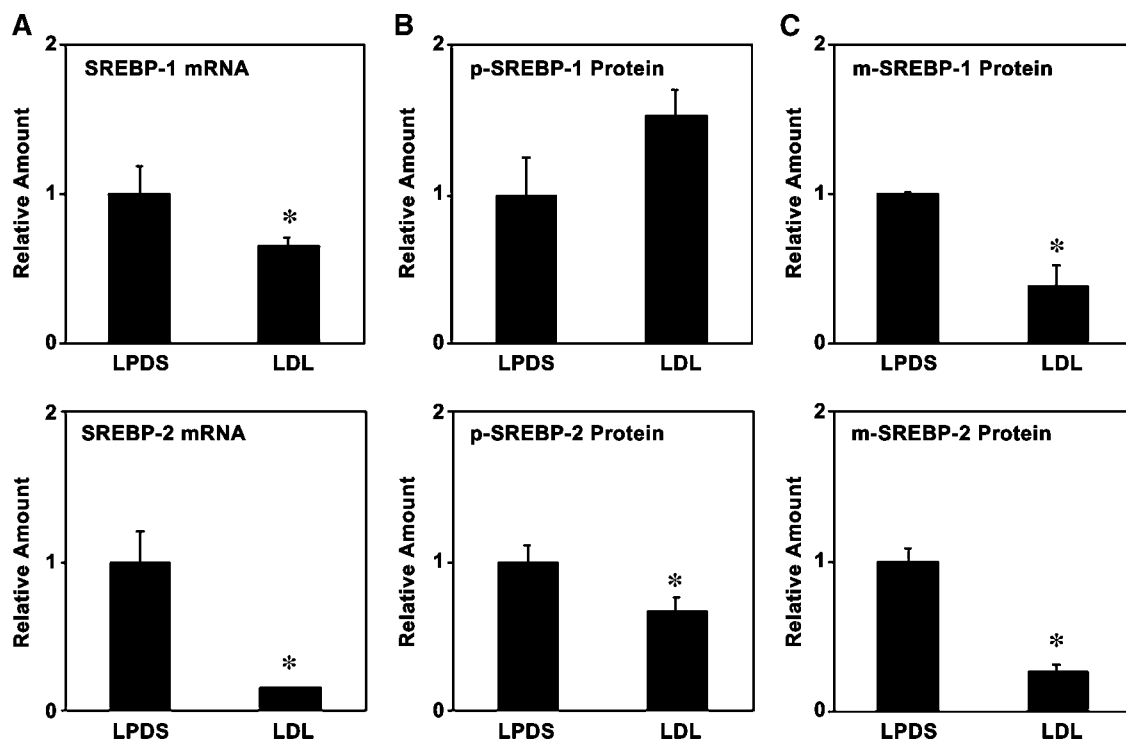 A
2
SREBP-1 mRNA
Relative Amount
1
*
0
LPDS
LDL
B
2
p-SREBP-1 Protein
Relative Amount
1
0
LPDS
LDL
C
2
m-SREBP-1 Protein
Relative Amount
1
*
0
LPDS
LDL
2
SREBP-2 mRNA
Relative Amount
1
*
0
LPDS
LDL
2
p-SREBP-2 Protein
Relative Amount
1
*
0
LPDS
LDL
2
m-SREBP-2 Protein
Relative Amount
1
*
0
LPDS
LDL